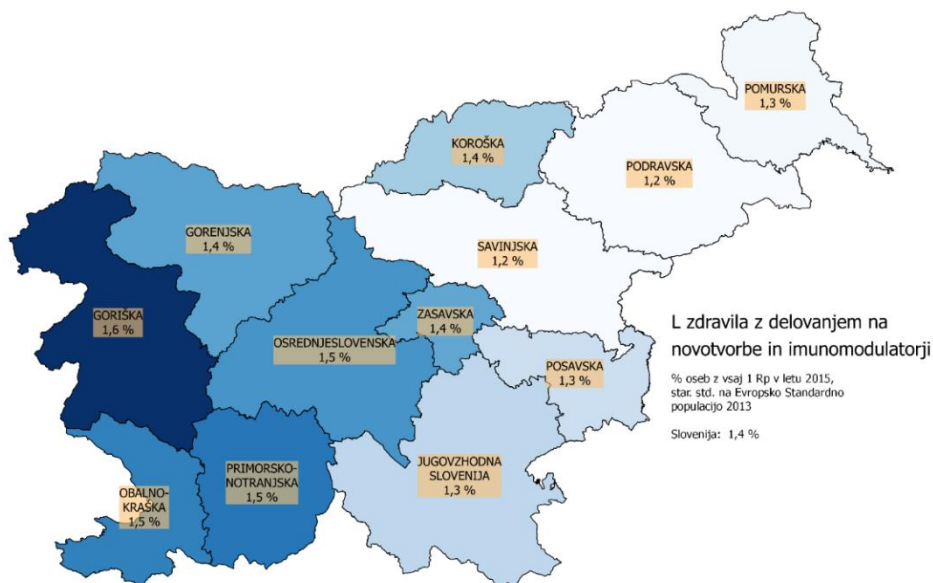 POMURSKA
1,3 %
KOROŠKA
1,4 %
PODRAVSKA
1,2 %
GORENJSKA
1,4 %
SAVINJSKA
1,2 %
GORIŠKA
1,6 %
ZASAVSKA
1,4 %
OSREDNJESLOVENSKA
1,5 %
POSAVSKA
1,3 %
L zdravila z delovanjem na
novotvorbe in imunomodulatorji
% oseb z vsaj 1 Rp v letu 2015,
star. std. na Evropsko Standardno
populacijo 2013
Slovenija: 1,4 %
PRIMORSKO-
NOTRANJSKA
1,5 %
JUGOVZHODNA
SLOVENIJA
1,3 %
OBALNO-
KRAŠKA
1,5 %